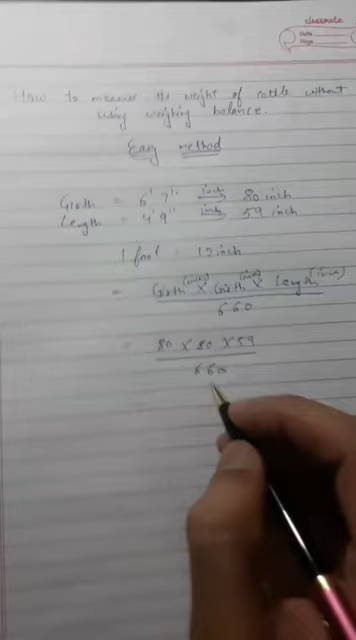 classmate
Date
Page
How to measure the weight of cattle without
using weighing balance.
Easy method
Girth = 6' 7" inch 80 inch
Length = 4' 9" inch 59 inch
1 foot = 12 inch
= Girth (inch) X Girth (inch) X Length (inch)
660
= 80 X 80 X 59
660